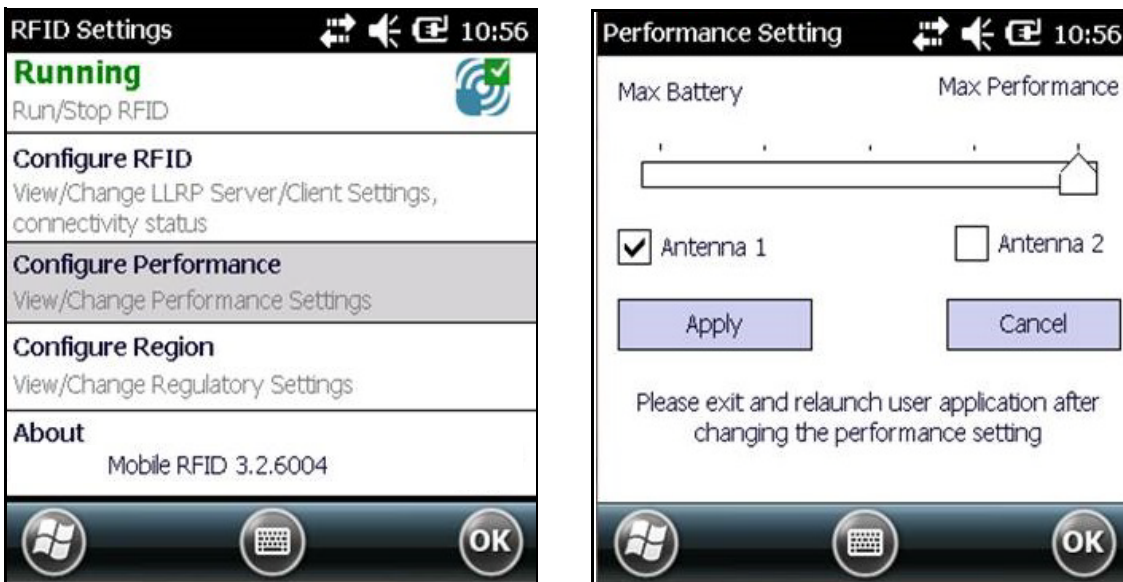 RFID Settings
10:56
Running
Run/Stop RFID
Configure RFID
View/Change LLRP Server/Client Settings,
connectivity status
Configure Performance
View/Change Performance Settings
Configure Region
View/Change Regulatory Settings
About
Mobile RFID 3.2.6004
OK
Performance Setting
10:56
Max Battery
Max Performance
Antenna 1
Antenna 2
Apply
Cancel
Please exit and relaunch user application after
changing the performance setting
OK